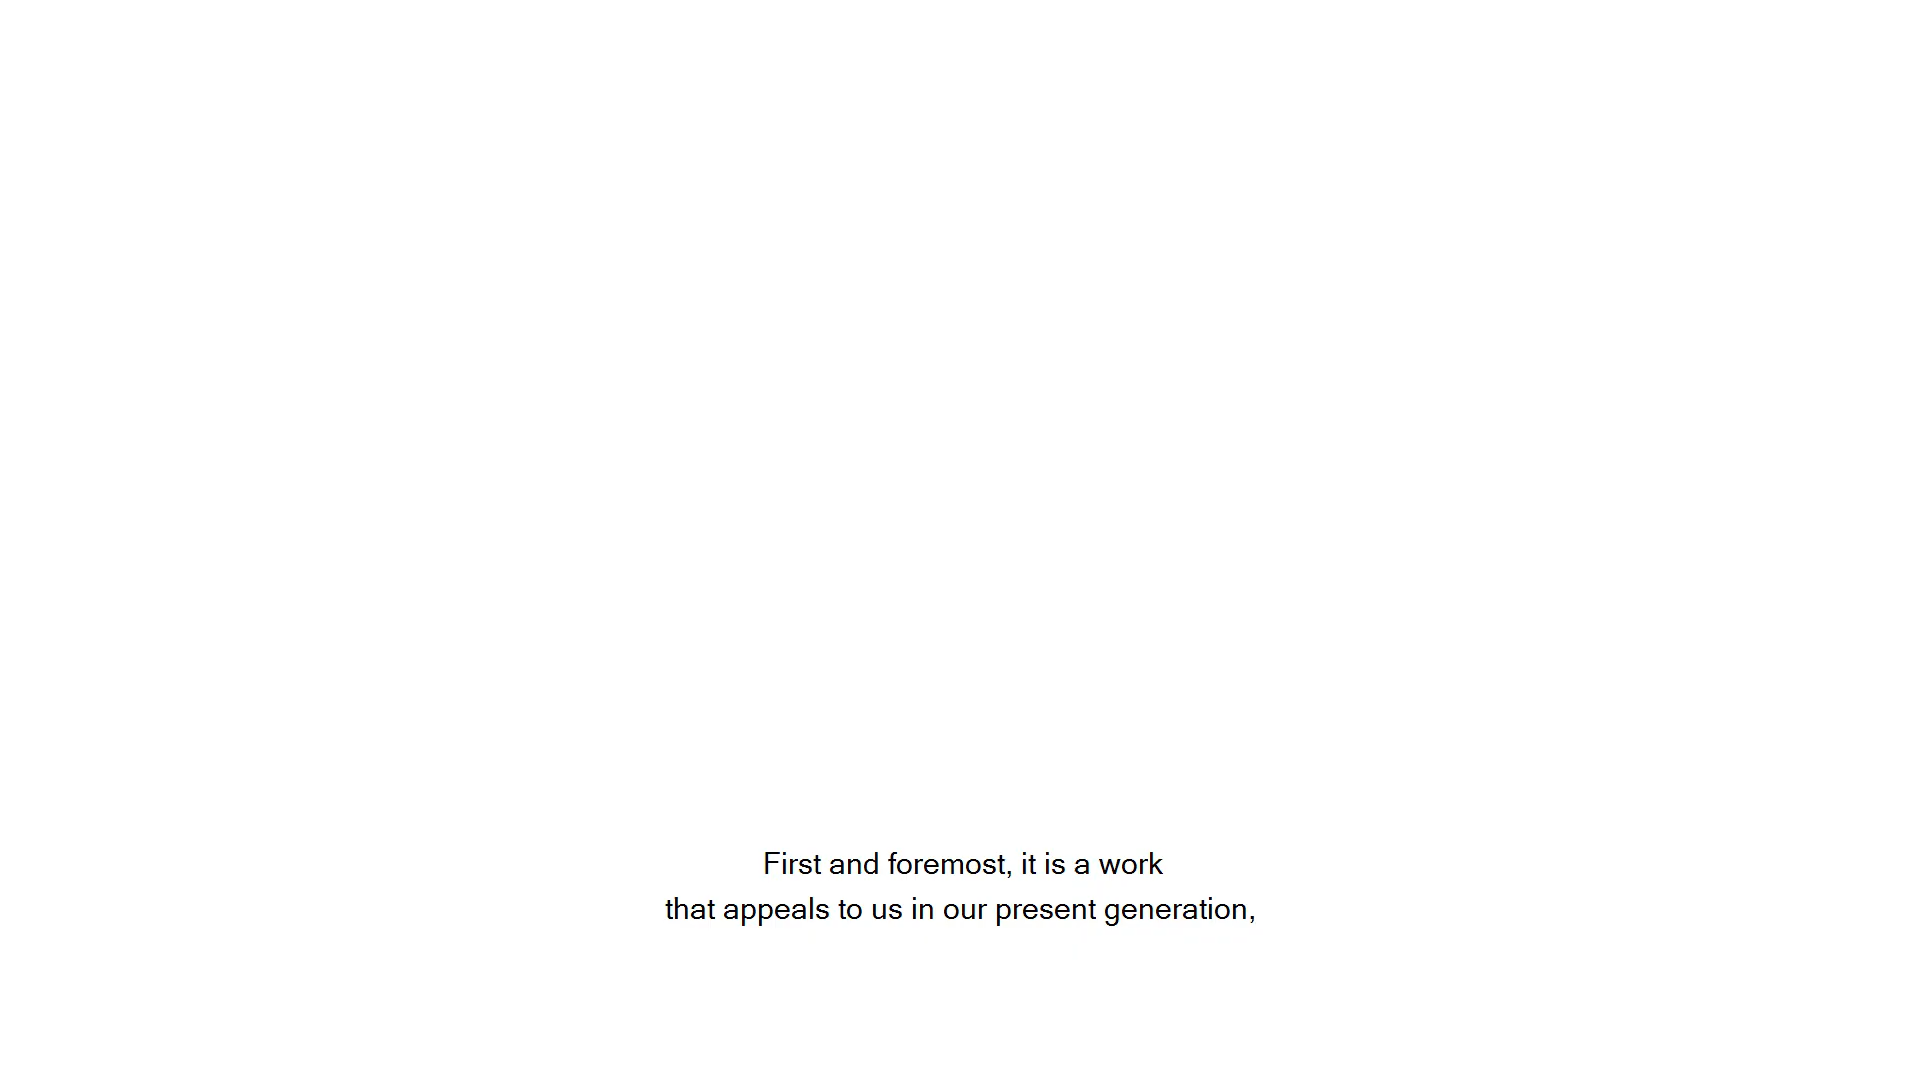 First and foremost, it is a work
that appeals to us in our present generation,